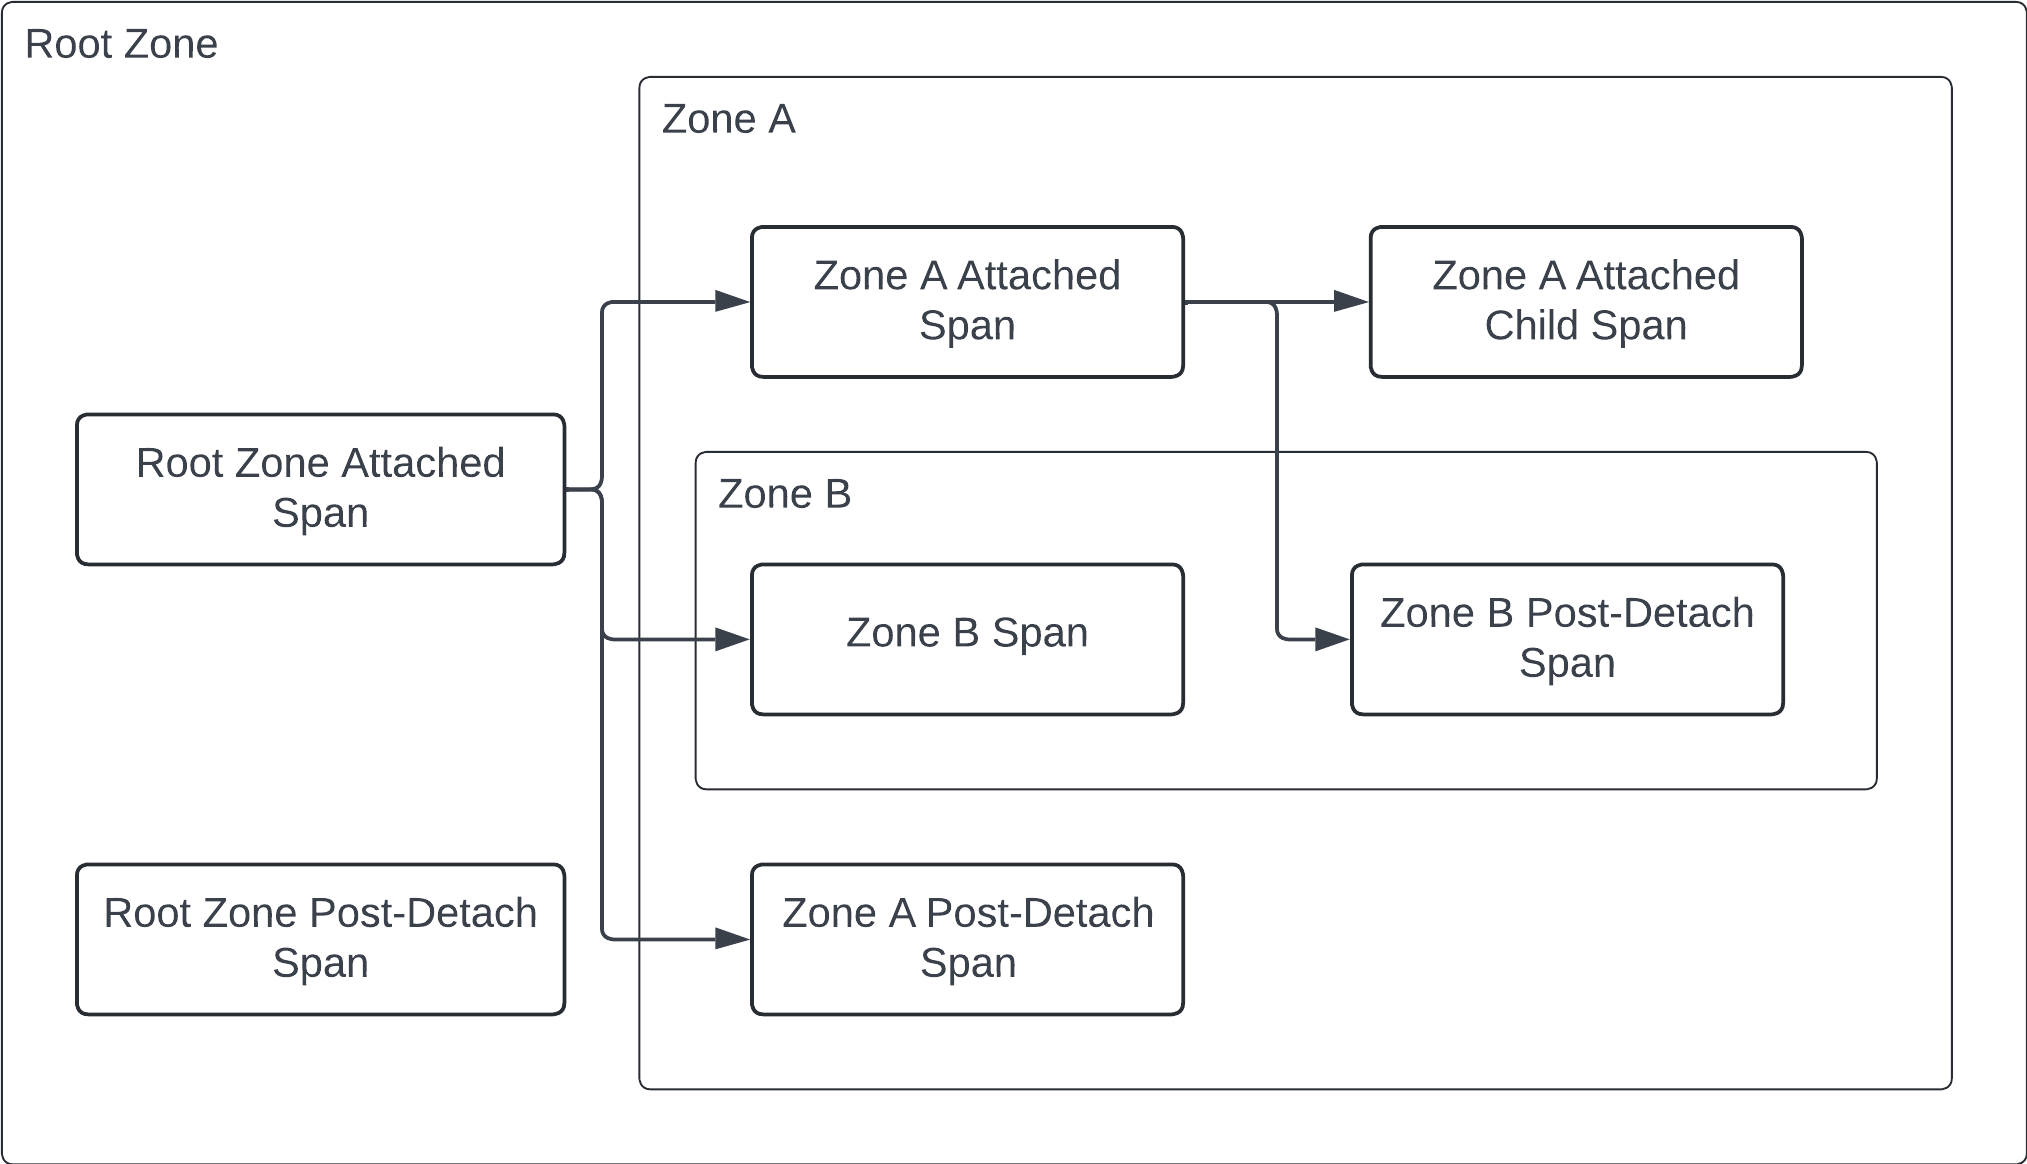 Root Zone
Zone A
Zone A Attached
Span
Zone A Attached
Child Span
Root Zone Attached
Span
Zone B
Zone B Span
Zone B Post-Detach
Span
Root Zone Post-Detach
Span
Zone A Post-Detach
Span